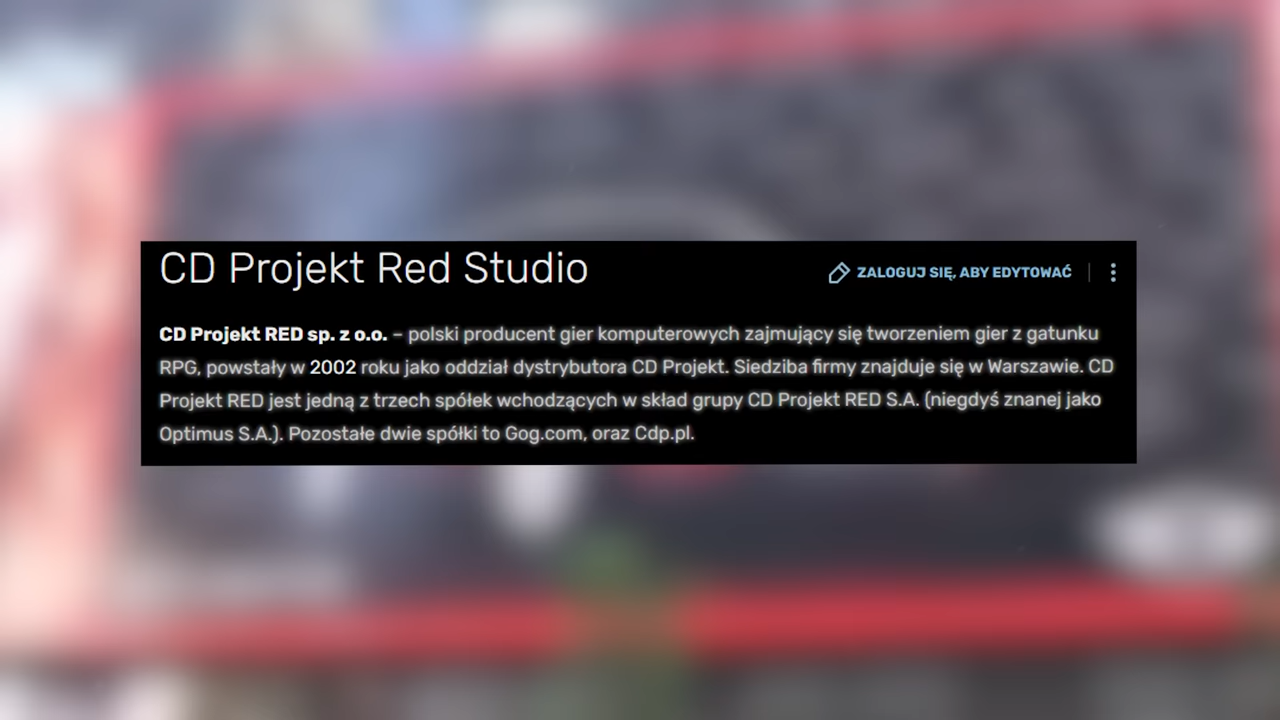 CD Projekt Red Studio
ZALOGUJ SIĘ, ABY EDYTOWAĆ
CD Projekt RED sp. z o.o. – polski producent gier komputerowych zajmujący się tworzeniem gier z gatunku
RPG, powstały w 2002 roku jako oddział dystrybutora CD Projekt. Siedziba firmy znajduje się w Warszawie. CD
Projekt RED jest jedną z trzech spółek wchodzących w skład grupy CD Projekt RED S.A. (niegdyś znanej jako
Optimus S.A.). Pozostałe dwie spółki to Gog.com, oraz Cdp.pl.